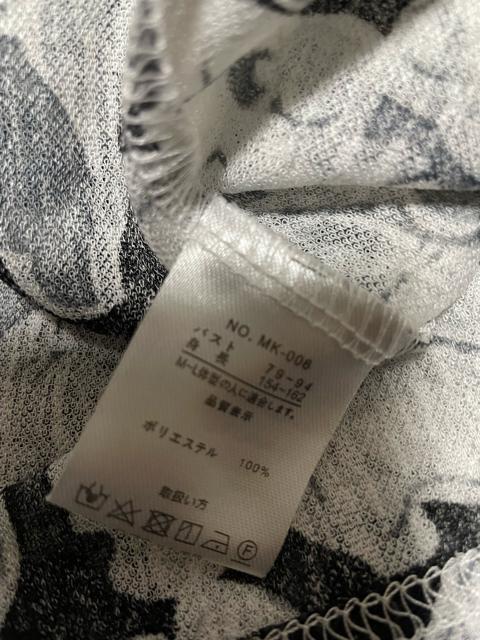 NO. MK-008
バスト 79-94
身長 154-162
M~L体型の人に適合します。
品質表示
ポリエステル 100%
取扱い方
P